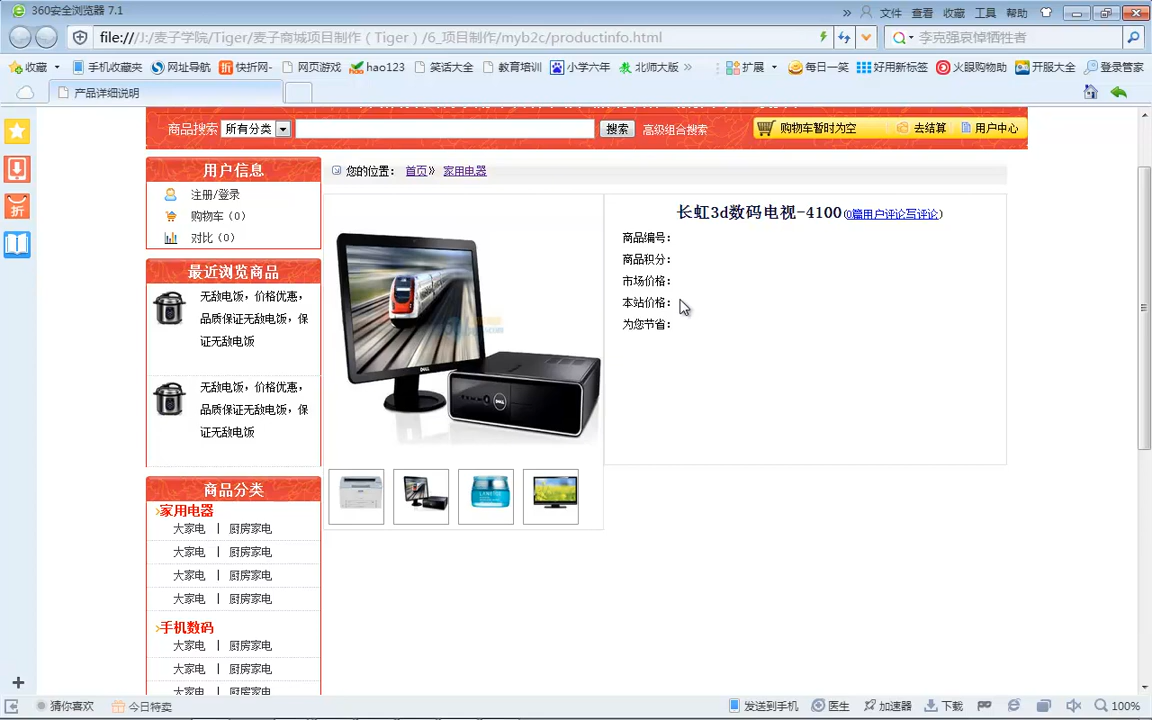 360安全浏览器 7.1
» 文件 查看 收藏 工具 帮助
file:///J:/麦子学院/Tiger/麦子商城项目制作（Tiger）/6_项目制作/myb2c/productinfo.html
李克强哀悼牺牲者
收藏 手机收藏夹 网址导航 快折网- 网页游戏 hao123 笑话大全 教育培训 小学六年 北师大版 » 扩展 每日一笑 好用新标签 火眼购物助 开服大全 登录管家
产品详细说明
商品搜索 所有分类 搜索 高级组合搜索 购物车暂时为空 去结算 用户中心
折
用户信息
注册/登录
购物车（0）
对比（0）
最近浏览商品
无敌电饭，价格优惠，
品质保证无敌电饭，保
证无敌电饭
无敌电饭，价格优惠，
品质保证无敌电饭，保
证无敌电饭
商品分类
›家用电器
大家电 | 厨房家电
大家电 | 厨房家电
大家电 | 厨房家电
大家电 | 厨房家电
›手机数码
大家电 | 厨房家电
大家电 | 厨房家电
大家电 | 厨房家电
您的位置： 首页» 家用电器
长虹3d数码电视-4100(0篇用户评论写评论)
商品编号：
商品积分：
市场价格：
本站价格：
为您节省：
DELL
猜你喜欢 今日特卖 发送到手机 医生 加速器 下载 100%